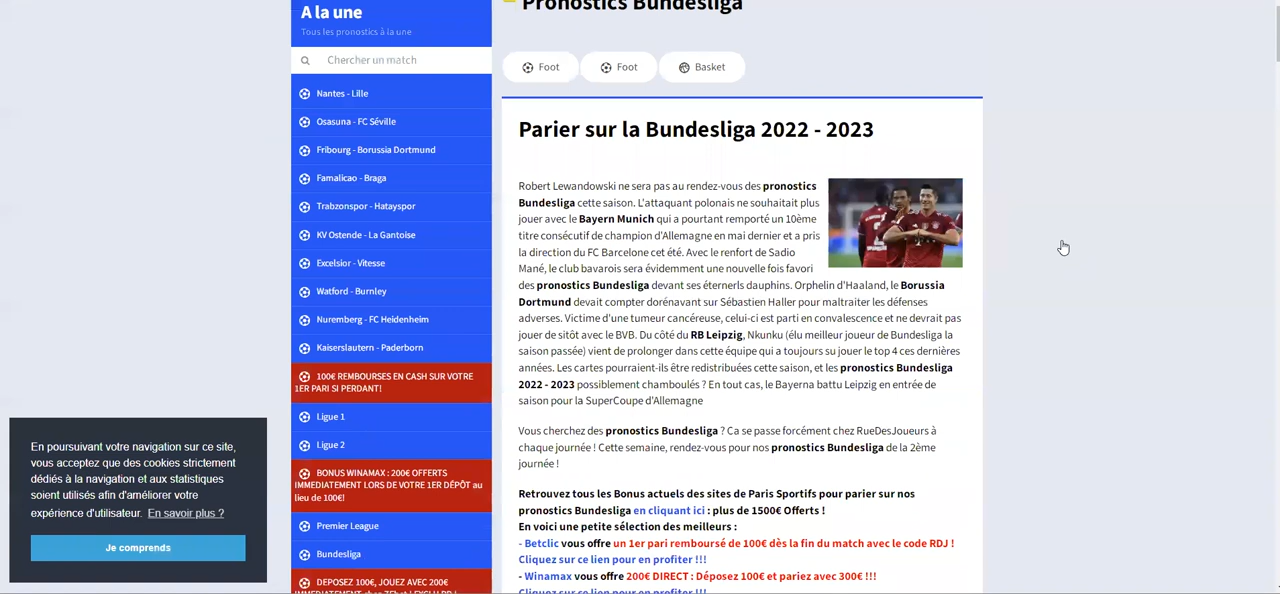 A la une
Tous les pronostics à la une
Chercher un match
Nantes - Lille
Osasuna - FC Séville
Fribourg - Borussia Dortmund
Famalicao - Braga
Trabzonspor - Hatayspor
KV Ostende - La Gantoise
Excelsior - Vitesse
Watford - Burnley
Nuremberg - FC Heidenheim
Kaiserslautern - Paderborn
100€ REMBOURSES EN CASH SUR VOTRE
1ER PARI SI PERDANT!
Ligue 1
Ligue 2
BONUS WINAMAX : 200€ OFFERTS
IMMEDIATEMENT LORS DE VOTRE 1ER DÉPÔT au
lieu de 100€!
Premier League
Bundesliga
DEPOSEZ 100€, JOUEZ AVEC 200€
IMMEDIATEMENT chez ZEbet ! EXCLU RDJ !
Pronostics Bundesliga
Foot
Foot
Basket
Parier sur la Bundesliga 2022 - 2023
Robert Lewandowski ne sera pas au rendez-vous des pronostics
Bundesliga cette saison. L'attaquant polonais ne souhaitait plus
jouer avec le Bayern Munich qui a pourtant remporté un 10ème
titre consécutif de champion d'Allemagne en mai dernier et a pris
la direction du FC Barcelone cet été. Avec le renfort de Sadio
Mané, le club bavarois sera évidemment une nouvelle fois favori
des pronostics Bundesliga devant ses éternerls dauphins. Orphelin d'Haaland, le Borussia
Dortmund devait compter dorénavant sur Sébastien Haller pour maltraiter les défenses
adverses. Victime d'une tumeur cancéreuse, celui-ci est parti en convalescence et ne devrait pas
jouer de sitôt avec le BVB. Du côté du RB Leipzig, Nkunku (élu meilleur joueur de Bundesliga la
saison passée) vient de prolonger dans cette équipe qui a toujours su jouer le top 4 ces dernières
années. Les cartes pourraient-ils être redistribuées cette saison, et les pronostics Bundesliga
2022 - 2023 possiblement chamboulés ? En tout cas, le Bayerna battu Leipzig en entrée de
saison pour la SuperCoupe d'Allemagne
Vous cherchez des pronostics Bundesliga ? Ca se passe forcément chez RueDesJoueurs à
chaque journée ! Cette semaine, rendez-vous pour nos pronostics Bundesliga de la 2ème
journée !
Retrouvez tous les Bonus actuels des sites de Paris Sportifs pour parier sur nos
pronostics Bundesliga en cliquant ici : plus de 1500€ Offerts !
En voici une petite sélection des meilleurs :
- Betclic vous offre un 1er pari remboursé de 100€ dès la fin du match avec le code RDJ !
Cliquez sur ce lien pour en profiter !!!
- Winamax vous offre 200€ DIRECT : Déposez 100€ et pariez avec 300€ !!!
Cliquez sur ce lien pour en profiter !!!
En poursuivant votre navigation sur ce site,
vous acceptez que des cookies strictement
dédiés à la navigation et aux statistiques
soient utilisés afin d'améliorer votre
expérience d'utilisateur. En savoir plus ?
Je comprends